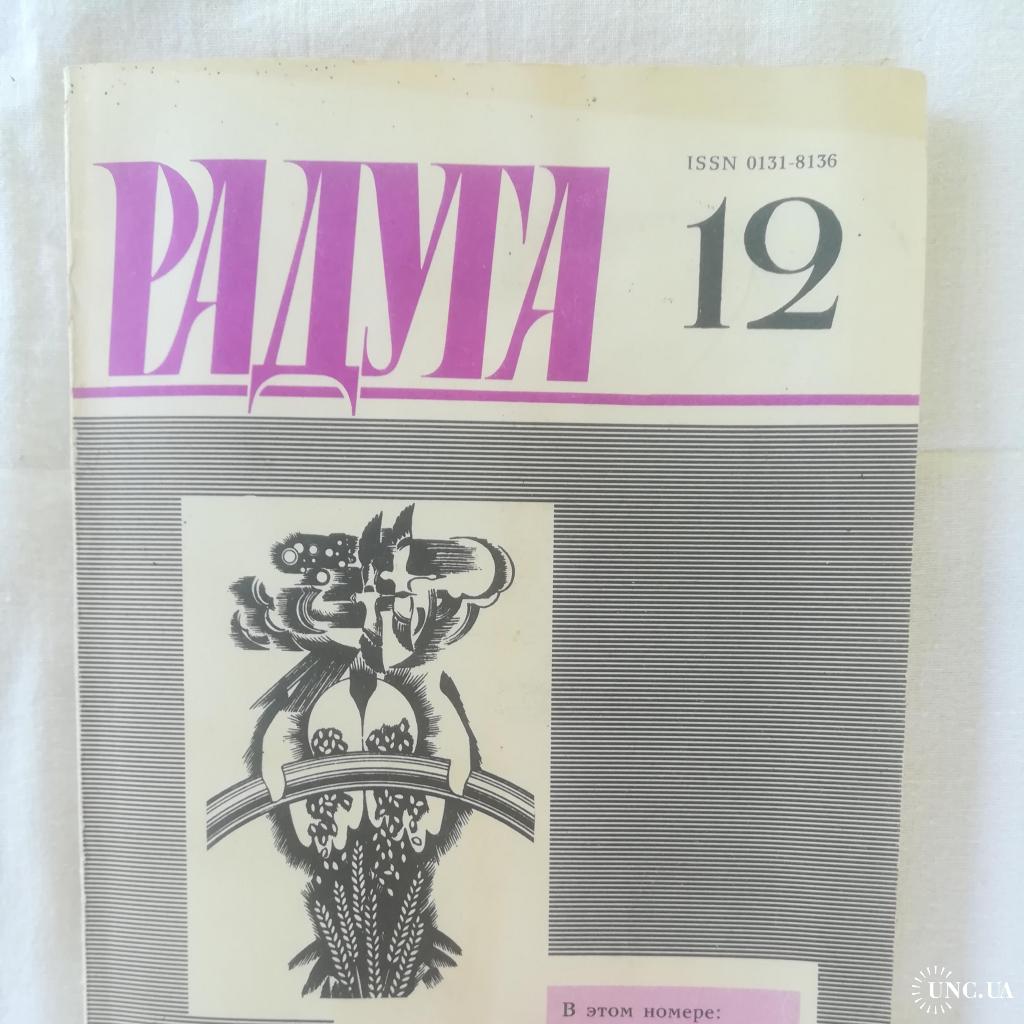 РАДУГА
ISSN 0131-8136
12
В этом номере:
UNC.UA